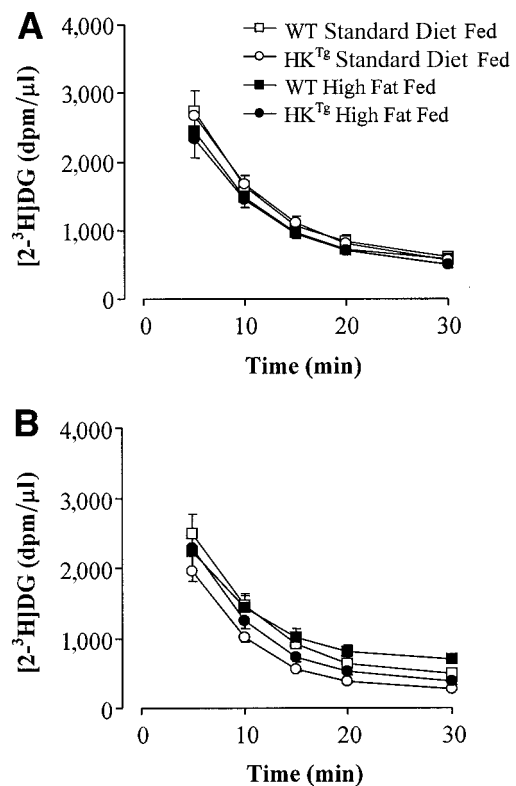 A
WT Standard Diet Fed
HK^Tg Standard Diet Fed
WT High Fat Fed
HK^Tg High Fat Fed
[2-³H]DG (dpm/µl)
4,000
3,000
2,000
1,000
0
0 10 20 30
Time (min)
B
[2-³H]DG (dpm/µl)
4,000
3,000
2,000
1,000
0
0 10 20 30
Time (min)